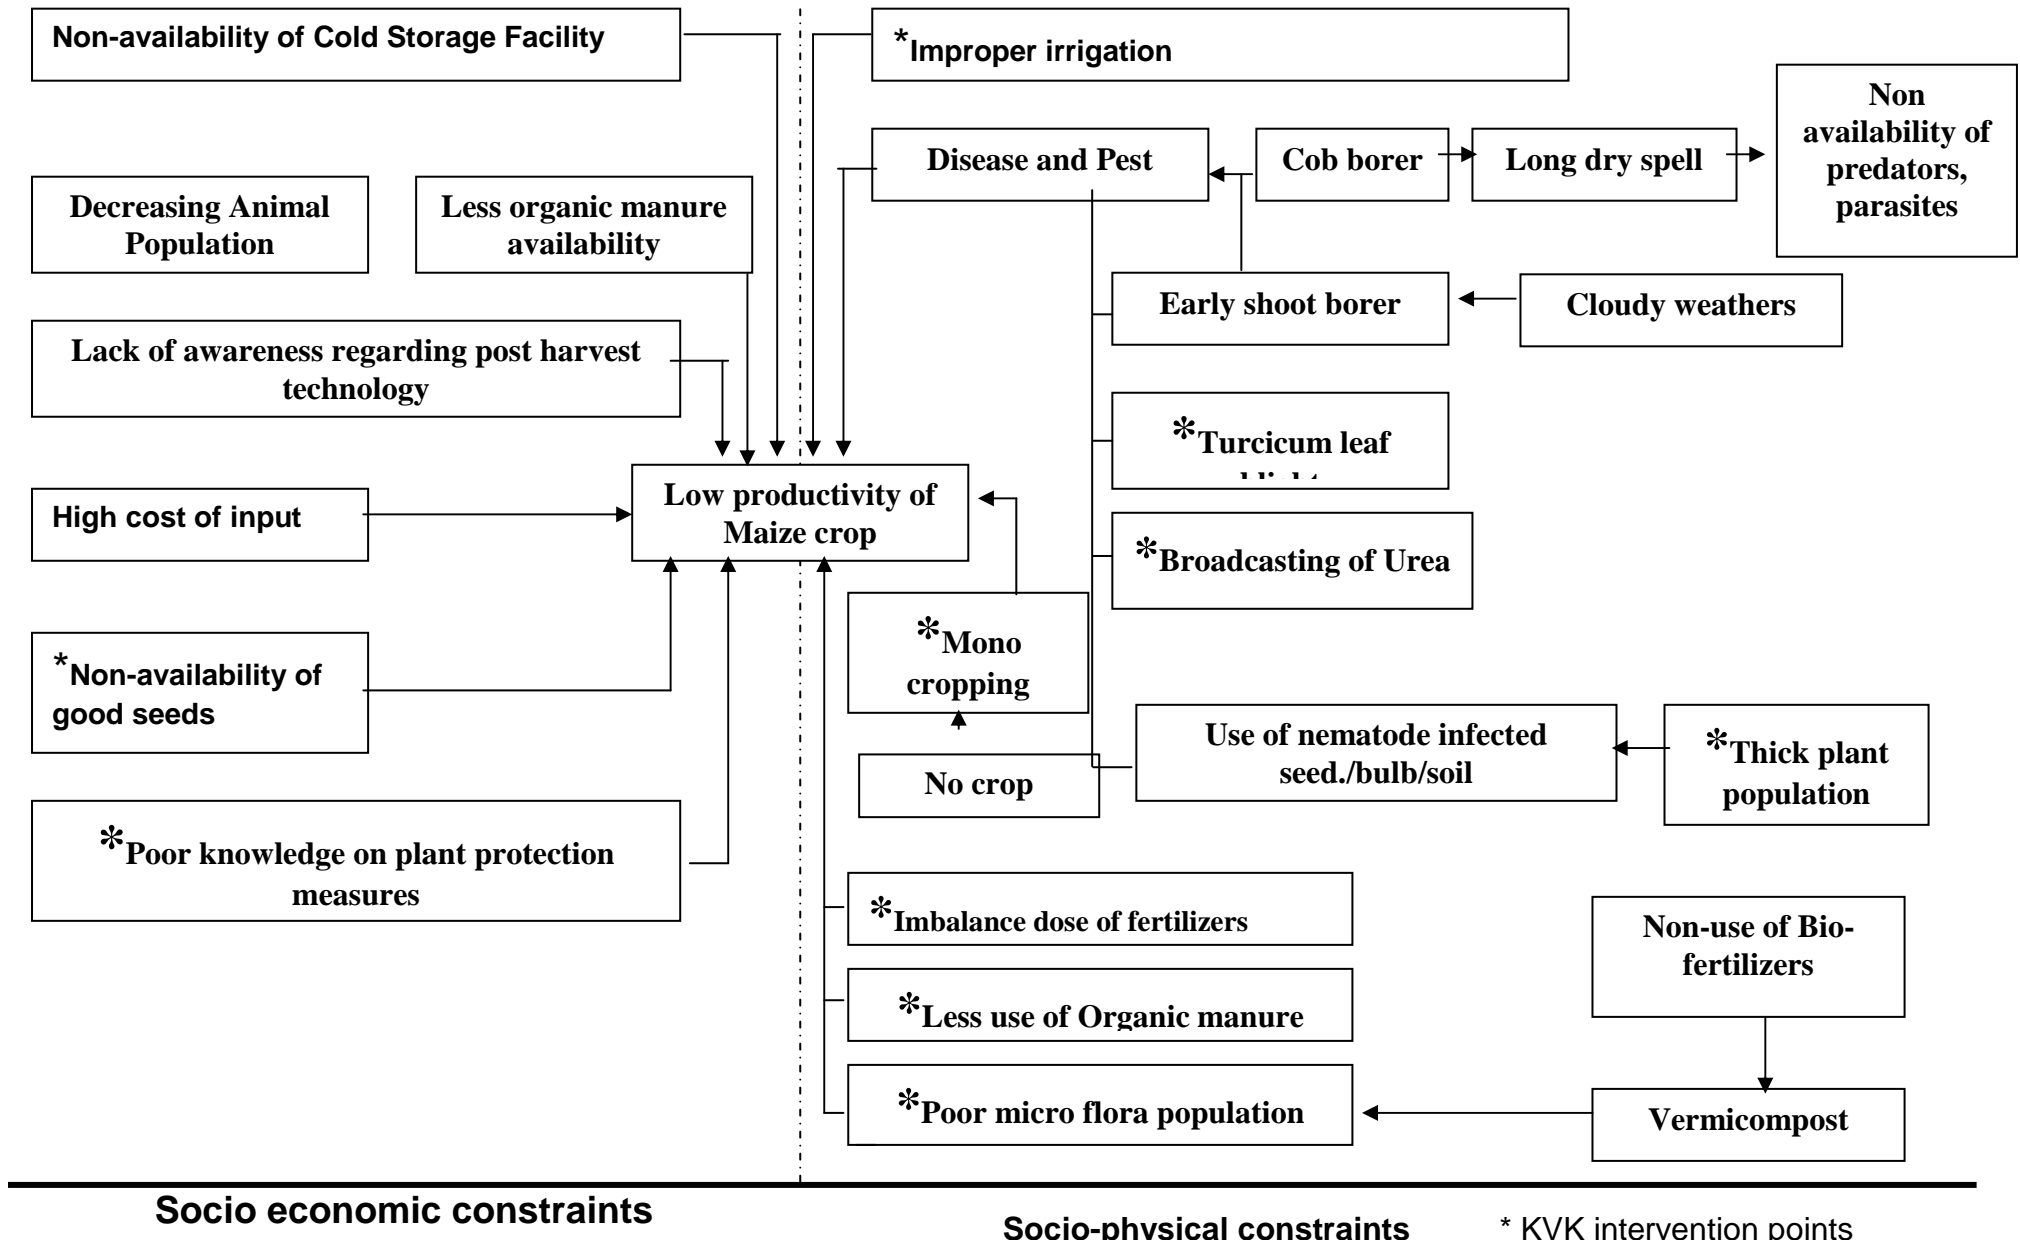 Non-availability of Cold Storage Facility
*Improper irrigation
Non
availability of
predators,
parasites
Disease and Pest
Cob borer
Long dry spell
Decreasing Animal
Population
Less organic manure
availability
Early shoot borer
Cloudy weathers
Lack of awareness regarding post harvest
technology
*Turcicum leaf
Low productivity of
Maize crop
High cost of input
*Broadcasting of Urea
*Mono
cropping
*Non-availability of
good seeds
Use of nematode infected
seed./bulb/soil
*Thick plant
population
No crop
*Poor knowledge on plant protection
measures
*Imbalance dose of fertilizers
Non-use of Bio-
fertilizers
*Less use of Organic manure
*Poor micro flora population
Vermicompost
Socio economic constraints
Socio-physical constraints
* KVK intervention points